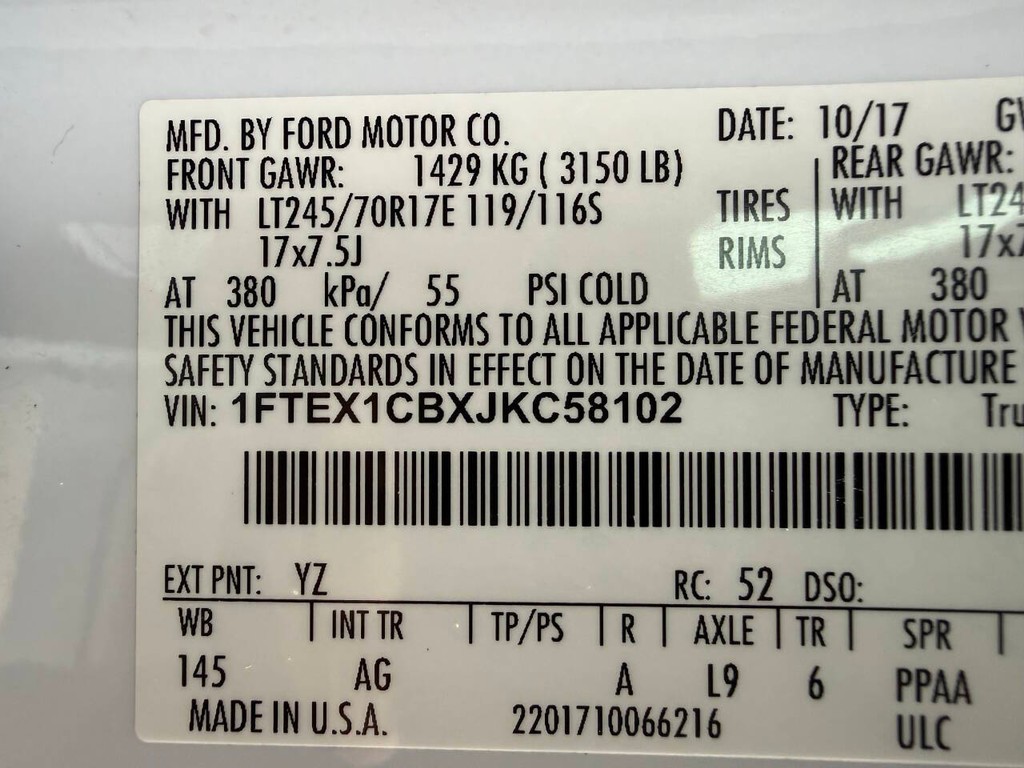 MFD. BY FORD MOTOR CO. DATE: 10/17
FRONT GAWR: 1429 KG ( 3150 LB) REAR GAWR:
WITH LT245/70R17E 119/116S TIRES WITH
17x7.5J RIMS
AT 380 kPa/ 55 PSI COLD AT 380
THIS VEHICLE CONFORMS TO ALL APPLICABLE FEDERAL MOTOR
SAFETY STANDARDS IN EFFECT ON THE DATE OF MANUFACTURE
VIN: 1FTEX1CBXJKC58102 TYPE:
EXT PNT: YZ RC: 52 DSO:
WB INT TR TP/PS R AXLE TR SPR
145 AG A L9 6 PPAA
MADE IN U.S.A. 2201710066216 ULC